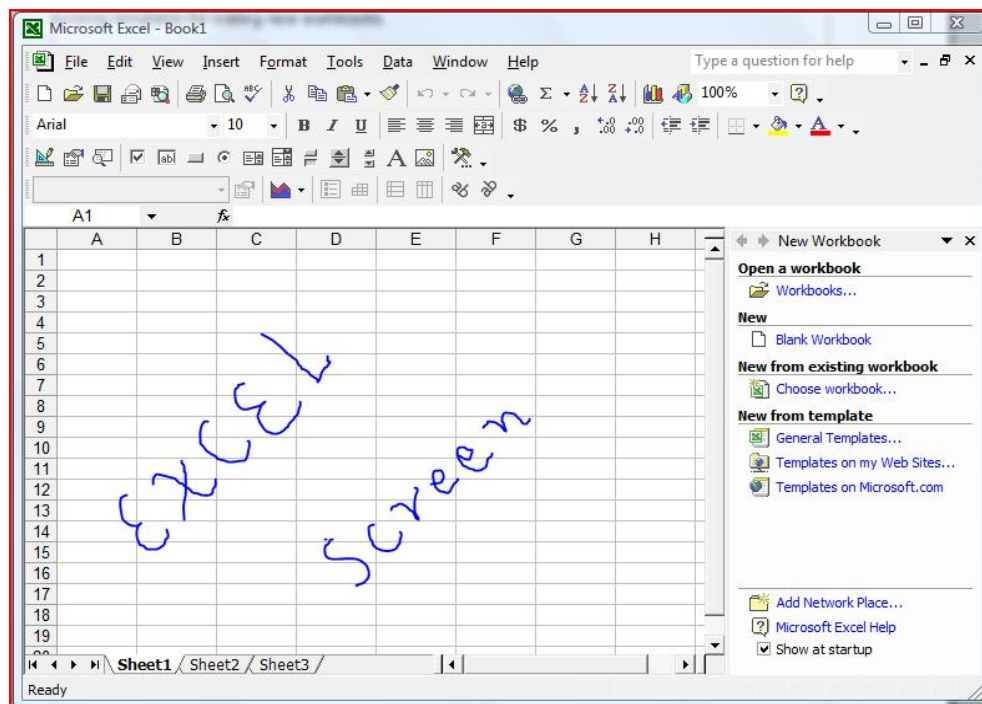 Microsoft Excel - Book1
File Edit View Insert Format Tools Data Window Help Type a question for help
100%
Arial 10 B I U $ % ,
A1 fx
A B C D E F G H
1
2
3
4
5
6
7
8
9
10
11
12
13
14
15
16
17
18
19
EXCEL
Screen
New Workbook
Open a workbook
Workbooks...
New
Blank Workbook
New from existing workbook
Choose workbook...
New from template
General Templates...
Templates on my Web Sites...
Templates on Microsoft.com
Add Network Place...
Microsoft Excel Help
Show at startup
Sheet1 Sheet2 Sheet3
Ready